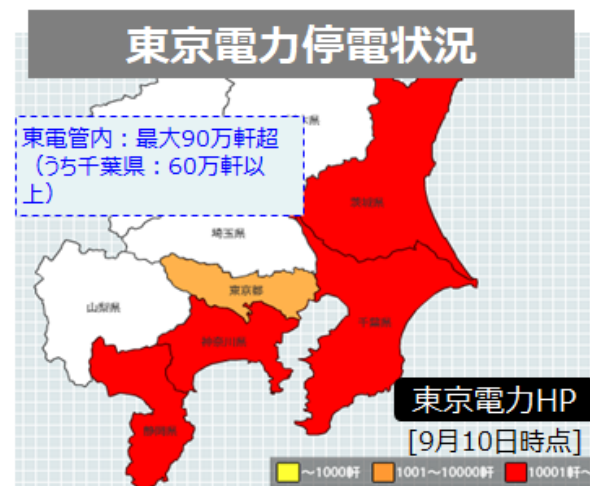 東京電力停電状況
東電管内：最大90万軒超
（うち千葉県：60万軒以
上）
木県
茨城県
埼玉県
東京都
山梨県
千葉県
神奈川県
静岡県
東京電力HP
[9月10日時点]
～1000軒 1001～10000軒 10001軒～